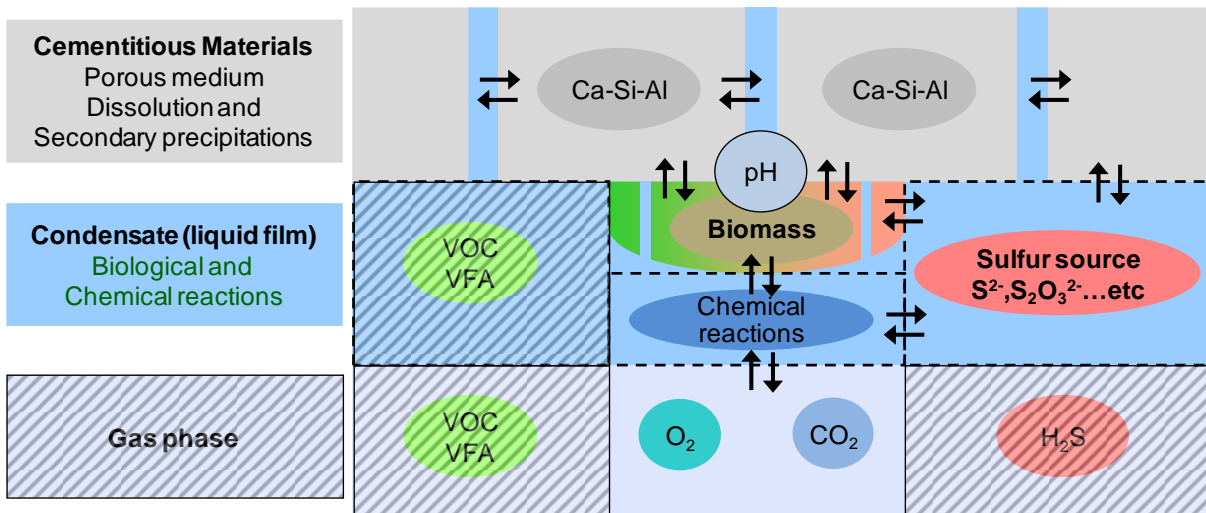 Cementitious Materials
Porous medium
Dissolution and
Secondary precipitations
Ca-Si-Al
Ca-Si-Al
pH
Condensate (liquid film)
Biological and
Chemical reactions
VOC
VFA
Biomass
Chemical
reactions
Sulfur source
S²⁻,S₂O₃²⁻…etc
Gas phase
VOC
VFA
O₂
CO₂
H₂S